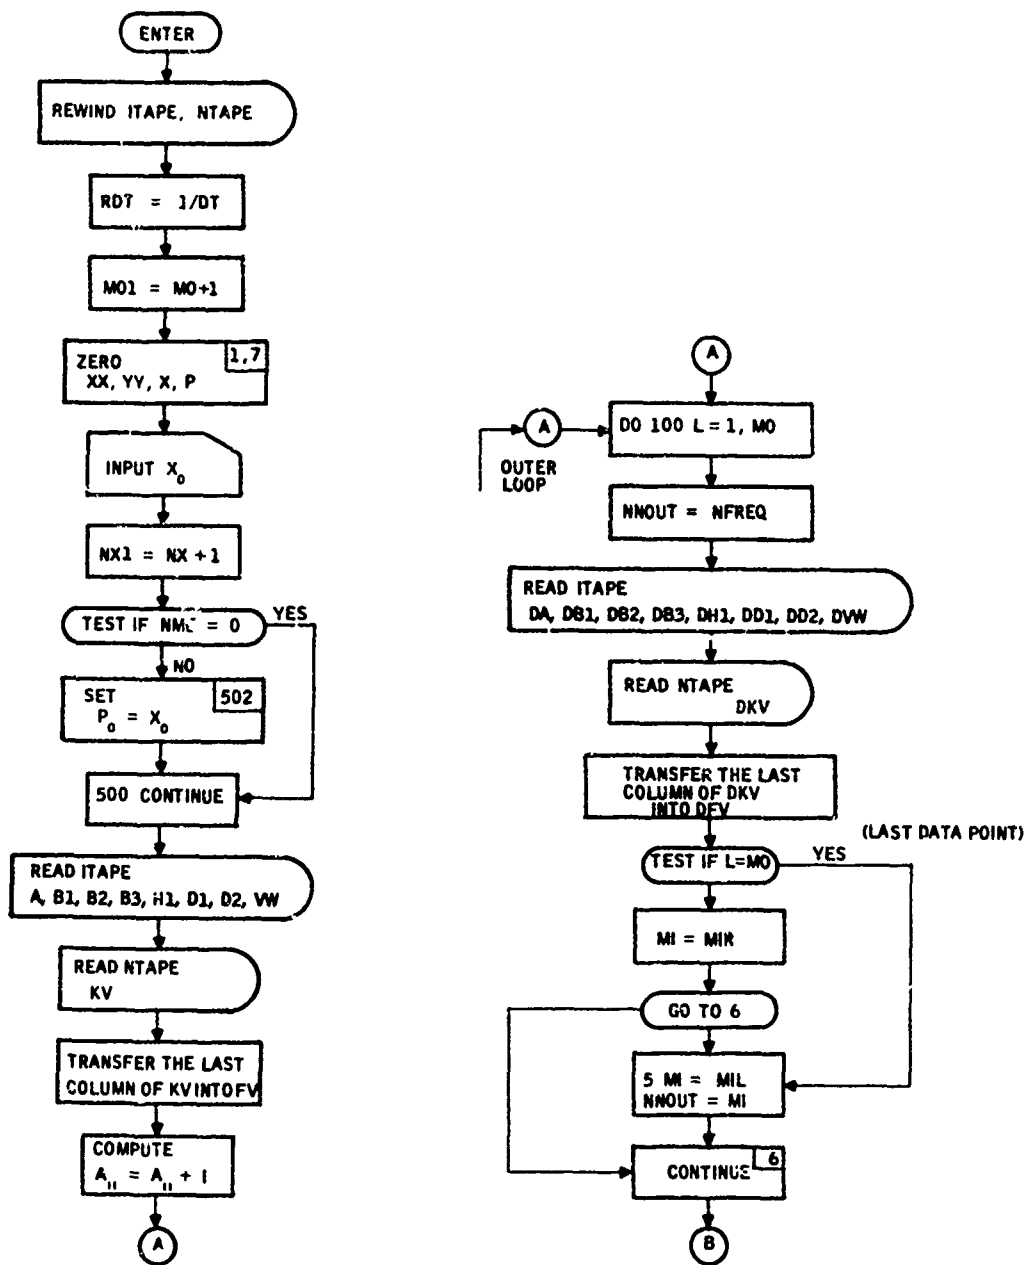 ENTER
REWIND ITAPE, NTAPE
RDT = 1/DT
MO1 = MO+1
ZERO 1,7
XX, YY, X, P
INPUT X₀
NX1 = NX + 1
TEST IF = 0 YES
NO
SET 502
P₀ = X₀
500 CONTINUE
READ ITAPE
A, B1, B2, B3, H1, D1, D2, VW
READ NTAPE
KV
TRANSFER THE LAST
COLUMN OF KV INTO FV
COMPUTE
A₁₁ = A₁₁ + 1
A
A
A
DO 100 L = 1, MO
OUTER
LOOP
NNOUT = NFREQ
READ ITAPE
DA, DB1, DB2, DB3, DH1, DD1, DD2, DVW
READ NTAPE
DKV
TRANSFER THE LAST
COLUMN OF DKV
INTO DFV
(LAST DATA POINT)
TEST IF L=MO YES
MI = MIR
GO TO 6
5 MI = MIL
NNOUT = MI
CONTINUE 6
B